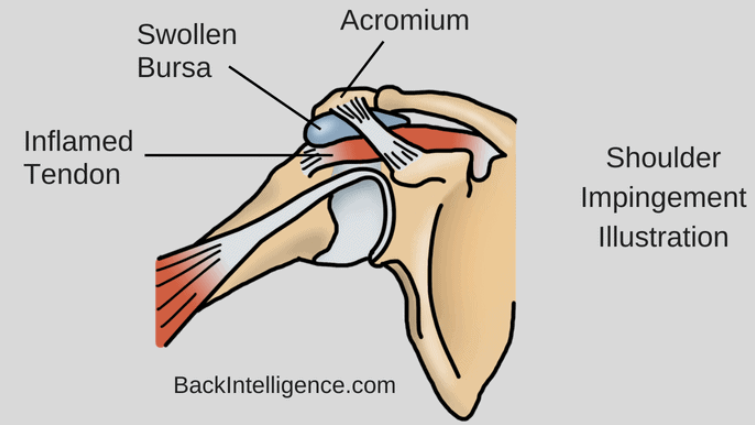 Acromium
Swollen
Bursa
Inflamed
Tendon
Shoulder
Impingement
Illustration
BackIntelligence.com